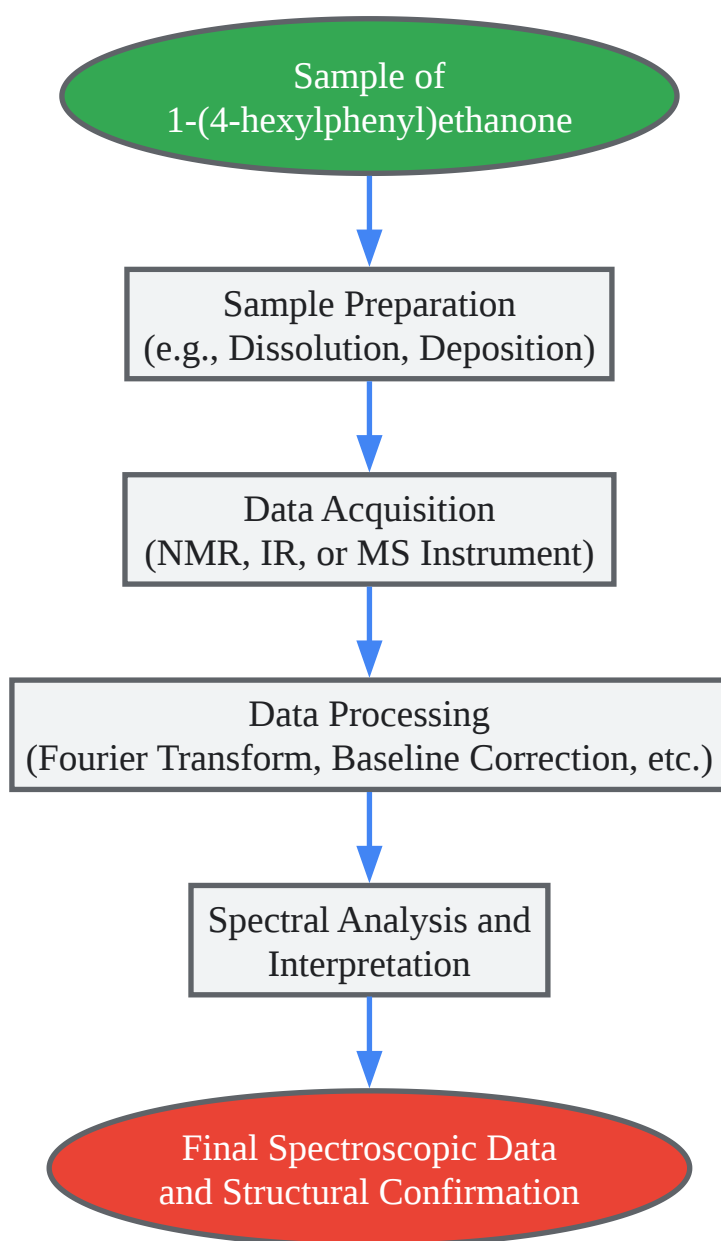 Sample of
1-(4-hexylphenyl)ethanone
Sample Preparation
(e.g., Dissolution, Deposition)
Data Acquisition
(NMR, IR, or MS Instrument)
Data Processing
(Fourier Transform, Baseline Correction, etc.)
Spectral Analysis and
Interpretation
Final Spectroscopic Data
and Structural Confirmation